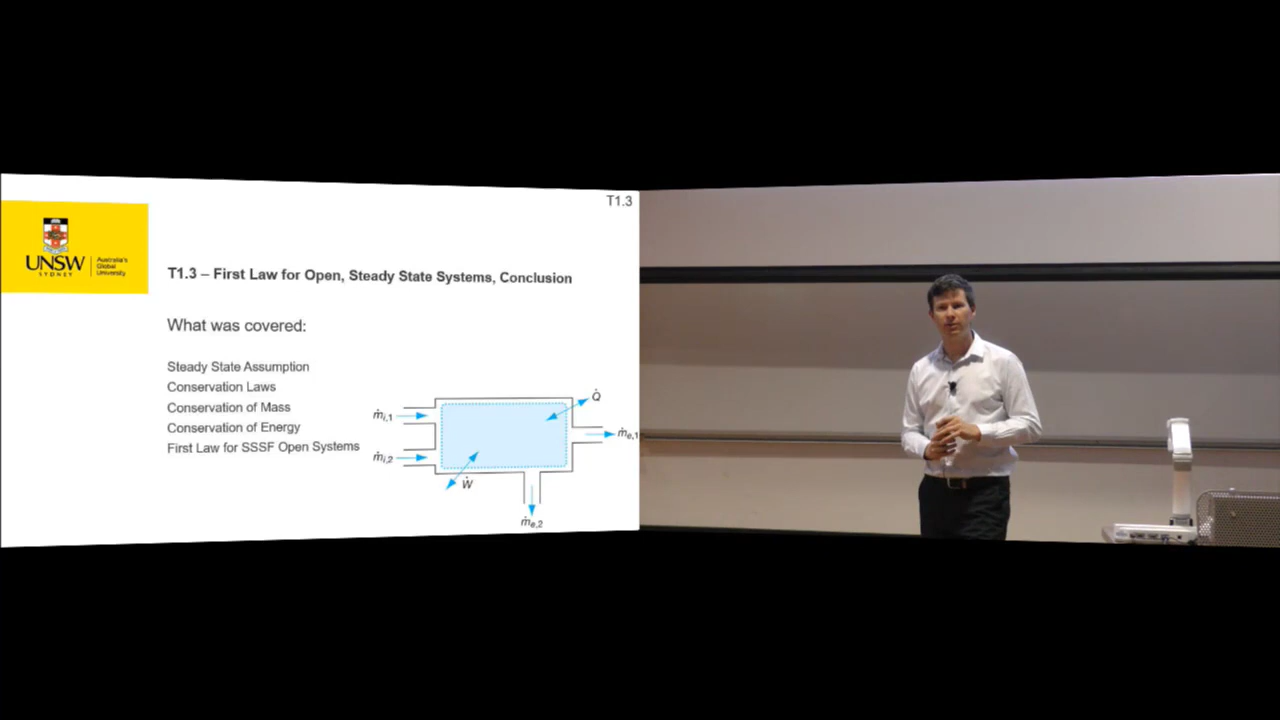 T1.3
UNSW
SYDNEY
Australia's
Global
University
T1.3 – First Law for Open, Steady State Systems, Conclusion
What was covered:
Steady State Assumption
Conservation Laws
Conservation of Mass
Conservation of Energy
First Law for SSSF Open Systems
Q̇
ṁi,1
ṁe,1
ṁi,2
Ẇ
ṁe,2